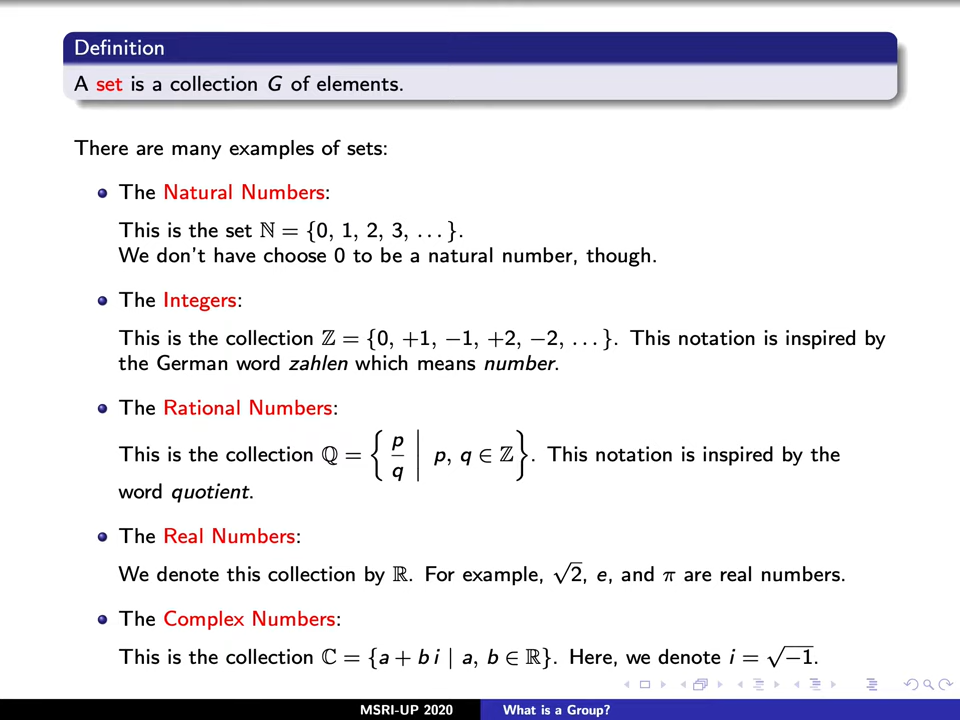 Definition
A set is a collection G of elements.
There are many examples of sets:
The Natural Numbers:
This is the set ℕ = {0, 1, 2, 3, ...}.
We don't have choose 0 to be a natural number, though.
The Integers:
This is the collection ℤ = {0, +1, −1, +2, −2, ...}. This notation is inspired by
the German word zahlen which means number.
The Rational Numbers:
This is the collection ℚ = { p/q | p, q ∈ ℤ }. This notation is inspired by the
word quotient.
The Real Numbers:
We denote this collection by ℝ. For example, √2, e, and π are real numbers.
The Complex Numbers:
This is the collection ℂ = {a + b i | a, b ∈ ℝ}. Here, we denote i = √−1.
MSRI-UP 2020 What is a Group?